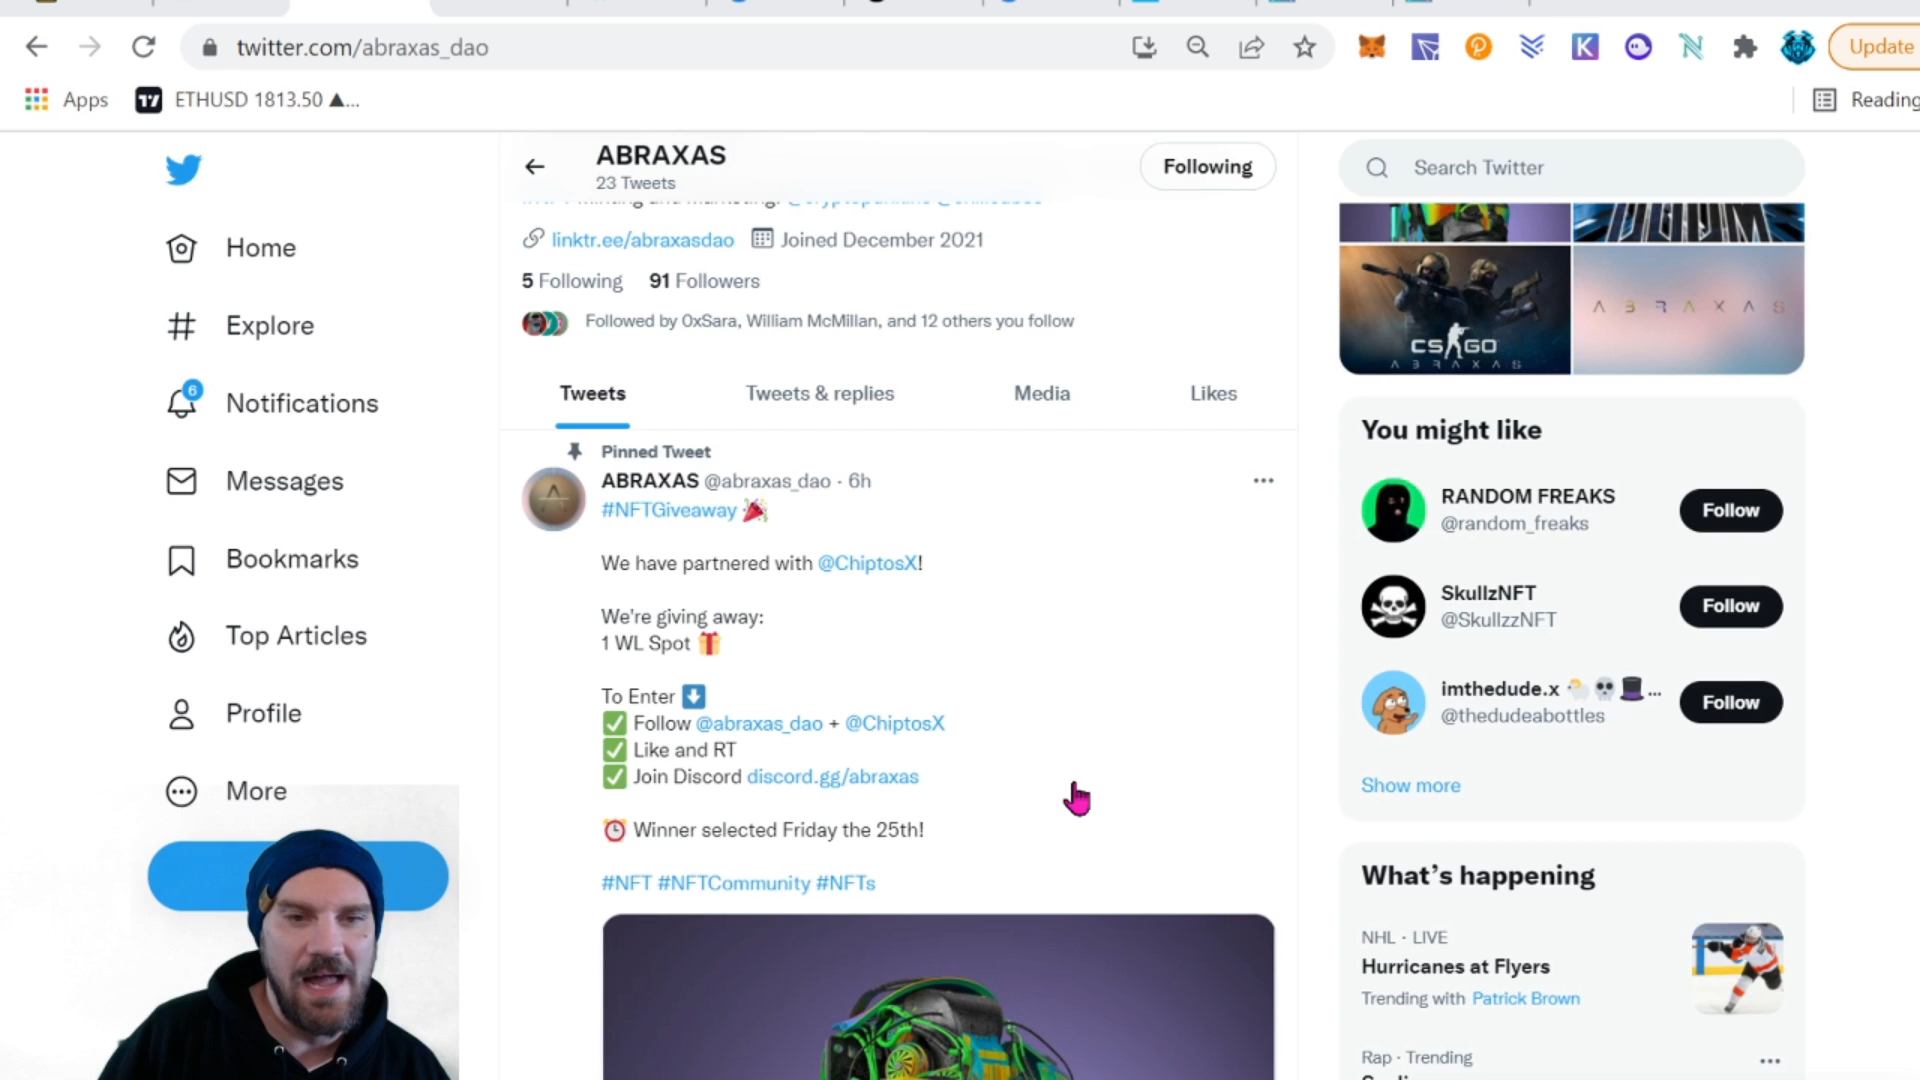 twitter.com/abraxas_dao
Update
Apps
ETHUSD 1813.50 ▲...
Reading
ABRAXAS
23 Tweets
Following
linktr.ee/abraxasdao
Joined December 2021
5 Following 91 Followers
Followed by 0xSara, William McMillan, and 12 others you follow
Tweets
Tweets & replies
Media
Likes
Pinned Tweet
ABRAXAS @abraxas_dao · 6h
#NFTGiveaway 🎉
We have partnered with @ChiptosX!
We're giving away:
1 WL Spot 🎁
To Enter ⬇️
✅ Follow @abraxas_dao + @ChiptosX
✅ Like and RT
✅ Join Discord discord.gg/abraxas
⏰ Winner selected Friday the 25th!
#NFT #NFTCommunity #NFTs
Home
Explore
6
Notifications
Messages
Bookmarks
Top Articles
Profile
More
Search Twitter
CS GO
ABRAXAS
ABRAXAS
You might like
RANDOM FREAKS
@random_freaks
Follow
SkullzNFT
@SkullzzNFT
Follow
imthedude.x 🐑💀🎩...
@thedudeabottles
Follow
Show more
What's happening
NHL · LIVE
Hurricanes at Flyers
Trending with Patrick Brown
Rap · Trending